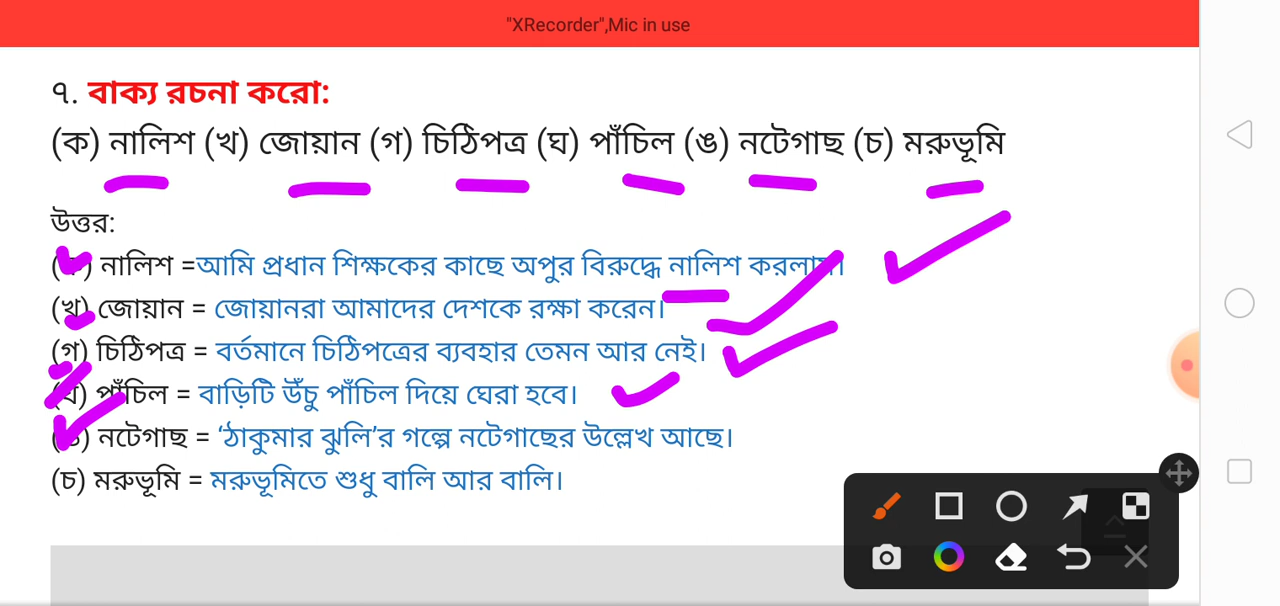 "XRecorder",Mic in use
৭. বাক্য রচনা করো:
(ক) নালিশ (খ) জোয়ান (গ) চিঠিপত্র (ঘ) পাঁচিল (ঙ) নটেগাছ (চ) মরুভূমি
উত্তর:
(ক) নালিশ =আমি প্রধান শিক্ষকের কাছে অপুর বিরুদ্ধে নালিশ করলাম।
(খ) জোয়ান = জোয়ানরা আমাদের দেশকে রক্ষা করেন।
(গ) চিঠিপত্র = বর্তমানে চিঠিপত্রের ব্যবহার তেমন আর নেই।
(ঘ) পাঁচিল = বাড়িটি উঁচু পাঁচিল দিয়ে ঘেরা হবে।
(ঙ) নটেগাছ = ‘ঠাকুমার ঝুলি’র গল্পে নটেগাছের উল্লেখ আছে।
(চ) মরুভূমি = মরুভূমিতে শুধু বালি আর বালি।